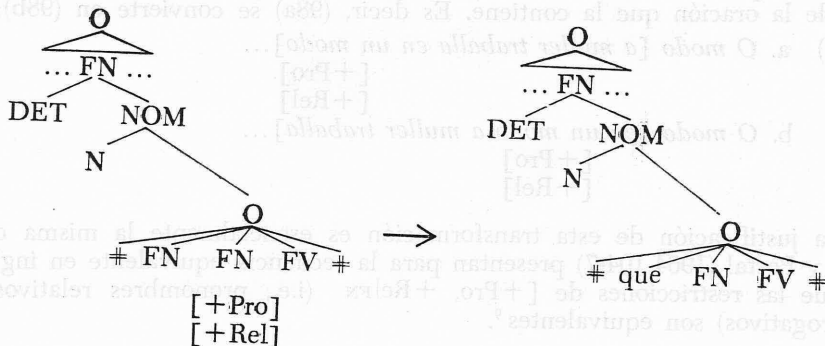 O
... FN ...
DET NOM
N
O
# FN FN FV #
[+Pro]
[+Rel]
→
O
... FN ...
DET NOM
N
O
# que FN FV #